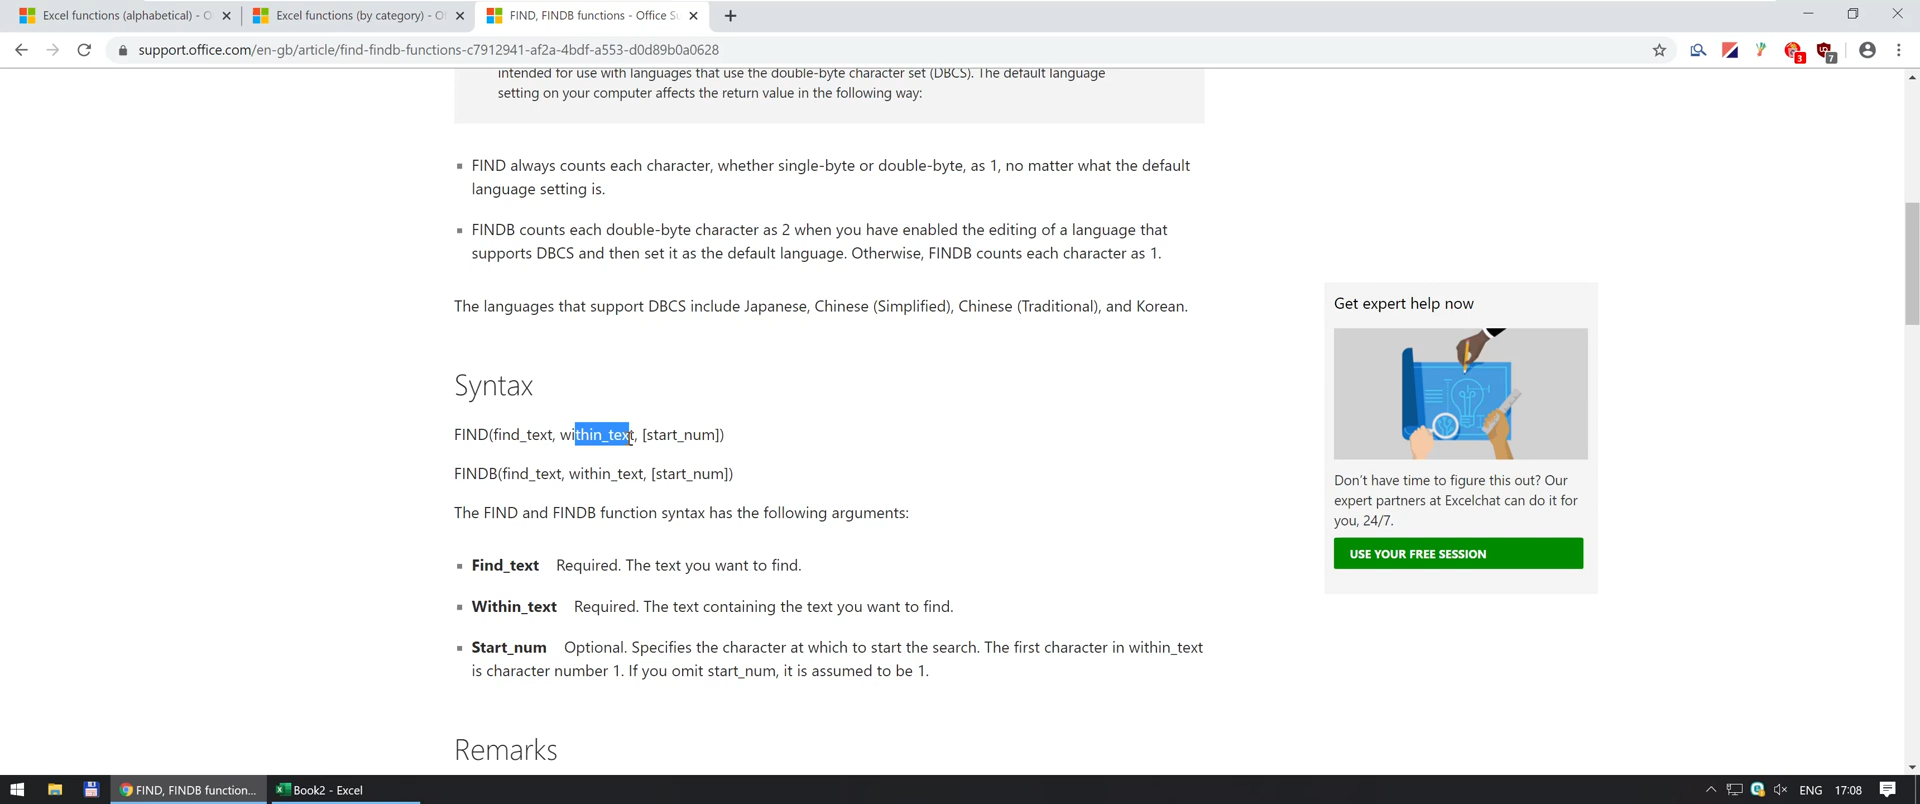 Excel functions (alphabetical) - O
Excel functions (by category) - O
FIND, FINDB functions - Office Su
support.office.com/en-gb/article/find-findb-functions-c7912941-af2a-4bdf-a553-d0d89b0a0628
3
7
intended for use with languages that use the double-byte character set (DBCS). The default language
setting on your computer affects the return value in the following way:
FIND always counts each character, whether single-byte or double-byte, as 1, no matter what the default
language setting is.
FINDB counts each double-byte character as 2 when you have enabled the editing of a language that
supports DBCS and then set it as the default language. Otherwise, FINDB counts each character as 1.
The languages that support DBCS include Japanese, Chinese (Simplified), Chinese (Traditional), and Korean.
Syntax
FIND(find_text, within_text, [start_num])
FINDB(find_text, within_text, [start_num])
The FIND and FINDB function syntax has the following arguments:
Find_text Required. The text you want to find.
Within_text Required. The text containing the text you want to find.
Start_num Optional. Specifies the character at which to start the search. The first character in within_text
is character number 1. If you omit start_num, it is assumed to be 1.
Remarks
Get expert help now
Don't have time to figure this out? Our
expert partners at Excelchat can do it for
you, 24/7.
USE YOUR FREE SESSION
FIND, FINDB function...
Book2 - Excel
ENG
17:08